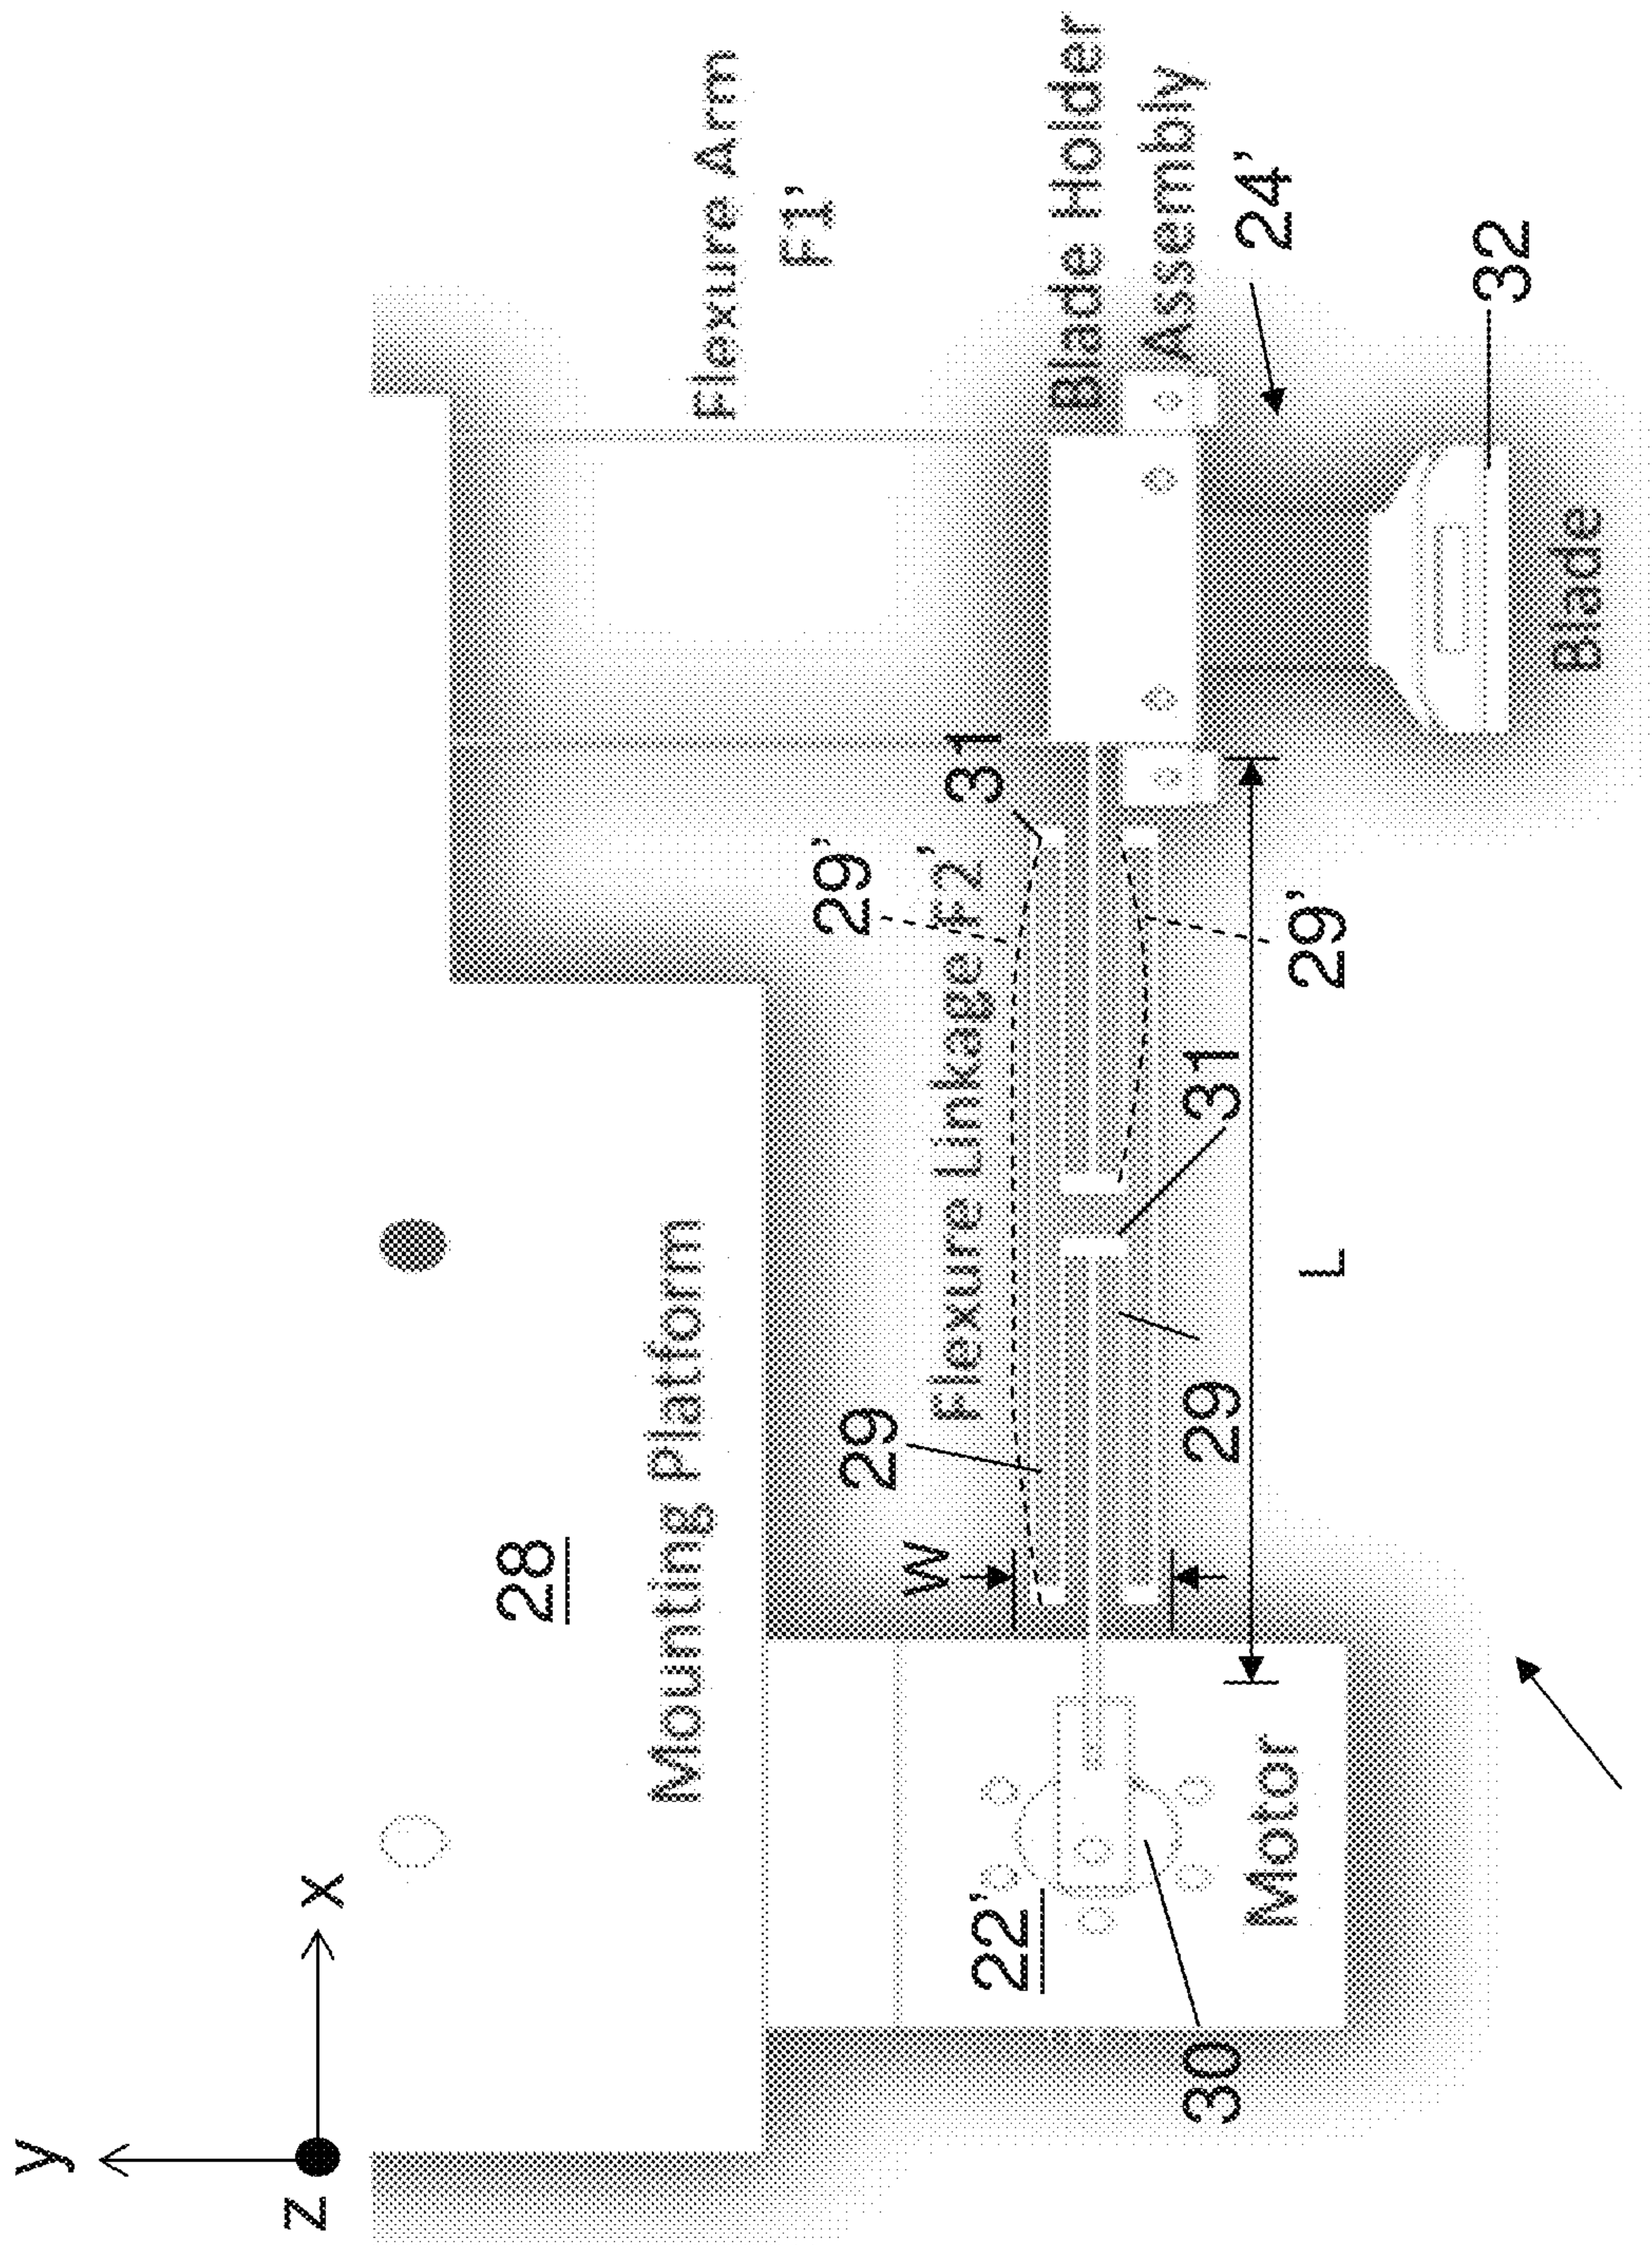 y
z
x
28
Mounting Platform
Flexure Arm
F1'
22'
30
Motor
W
29
Flexure Linkage F2'
29'
31
29
31
29'
L
Blade Holder
Assembly
24'
32
Blade